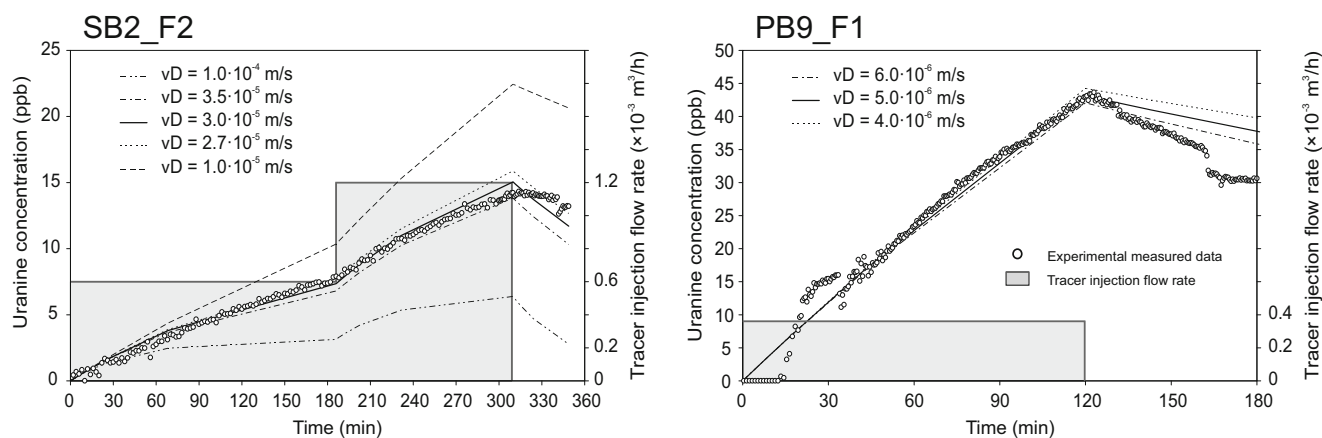 SB2_F2
25
20
15
10
5
0
Uranine concentration (ppb)
vD = 1.0·10⁻⁴ m/s
vD = 3.5·10⁻⁵ m/s
vD = 3.0·10⁻⁵ m/s
vD = 2.7·10⁻⁵ m/s
vD = 1.0·10⁻⁵ m/s
1.2
0.6
0.2
0
Tracer injection flow rate (×10⁻³ m³/h)
0 30 60 90 120 150 180 210 240 270 300 330 360
Time (min)
PB9_F1
50
45
40
35
30
25
20
15
10
5
0
Uranine concentration (ppb)
vD = 6.0·10⁻⁶ m/s
vD = 5.0·10⁻⁶ m/s
vD = 4.0·10⁻⁶ m/s
Experimental measured data
Tracer injection flow rate
0.4
0
Tracer injection flow rate (×10⁻³ m³/h)
0 30 60 90 120 150 180
Time (min)